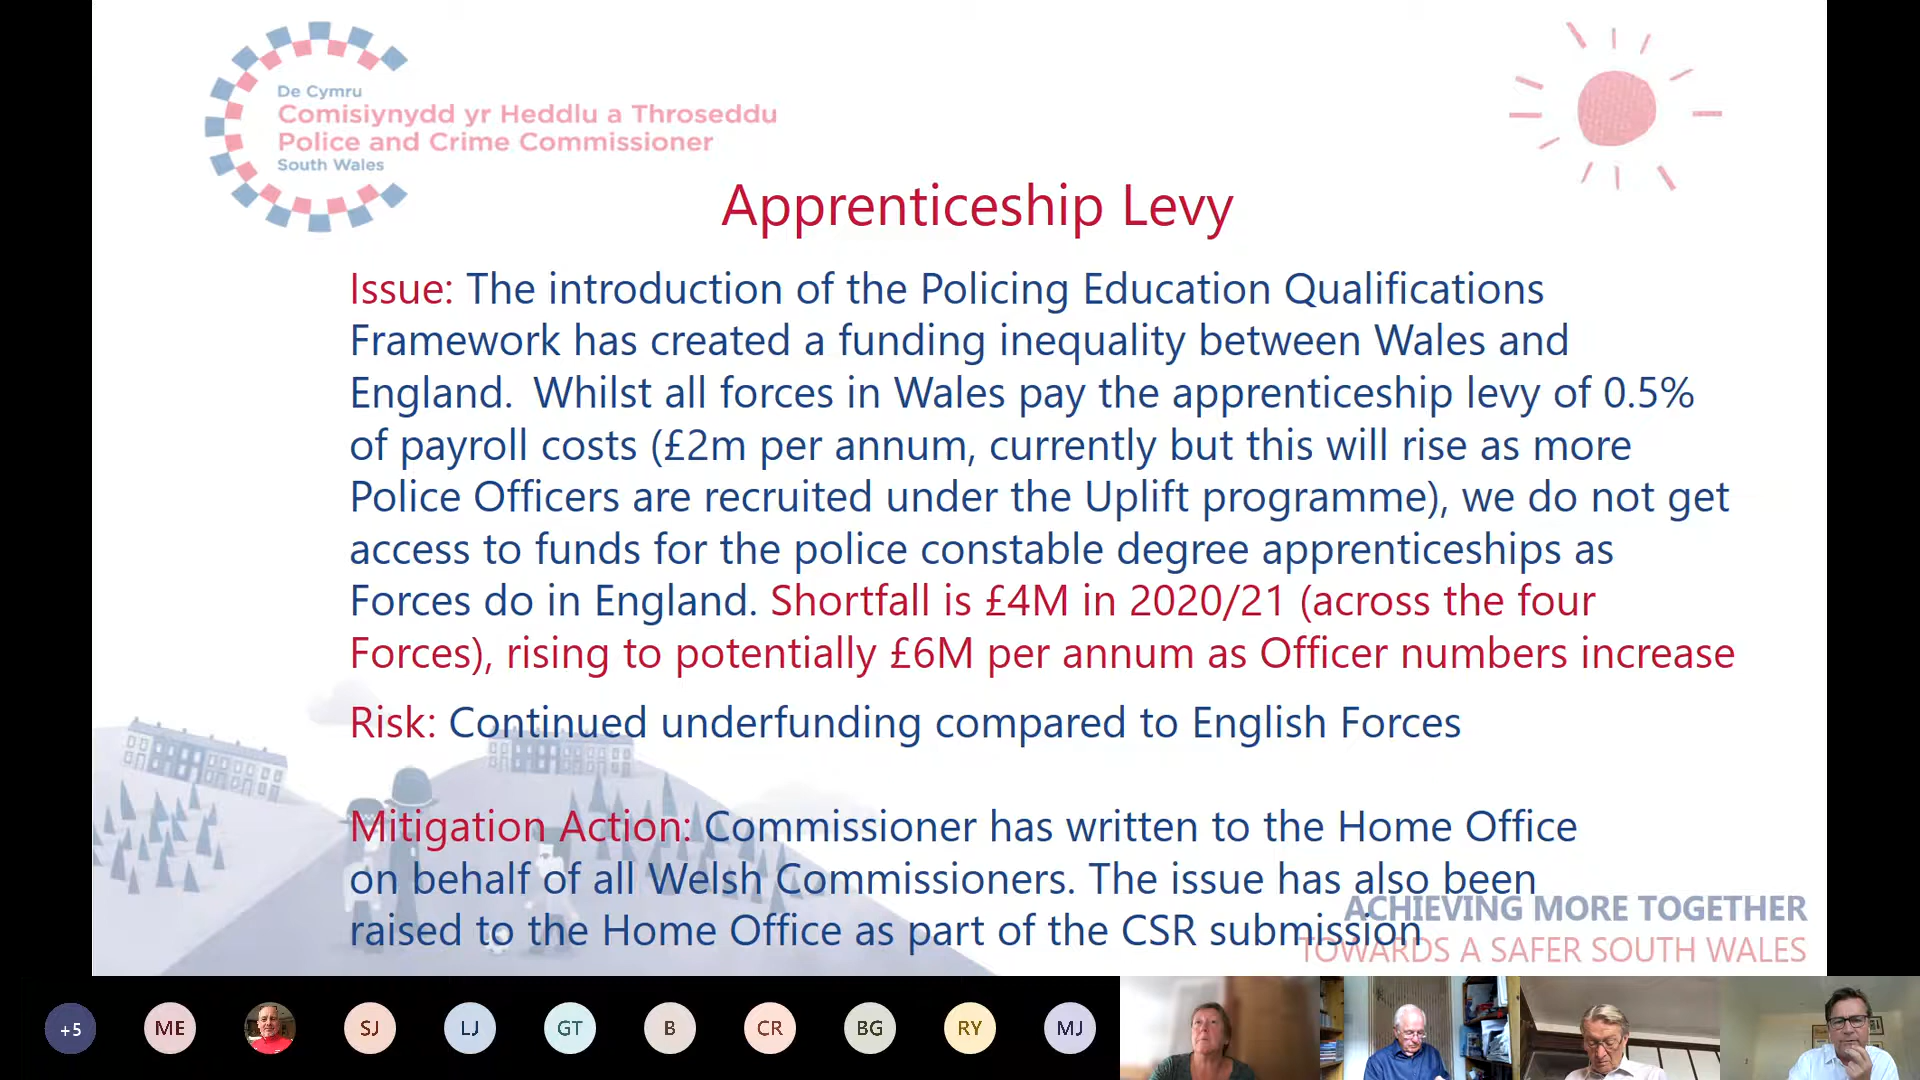 De Cymru
Comisiynydd yr Heddlu a Throseddu
Police and Crime Commissioner
South Wales
Apprenticeship Levy
Issue: The introduction of the Policing Education Qualifications
Framework has created a funding inequality between Wales and
England.  Whilst all forces in Wales pay the apprenticeship levy of 0.5%
of payroll costs (£2m per annum, currently but this will rise as more
Police Officers are recruited under the Uplift programme), we do not get
access to funds for the police constable degree apprenticeships as
Forces do in England. Shortfall is £4M in 2020/21 (across the four
Forces), rising to potentially £6M per annum as Officer numbers increase
Risk: Continued underfunding compared to English Forces
Mitigation Action: Commissioner has written to the Home Office
on behalf of all Welsh Commissioners. The issue has also been
raised to the Home Office as part of the CSR submission
ACHIEVING MORE TOGETHER
TOWARDS A SAFER SOUTH WALES
+5 ME SJ LJ GT B CR BG RY MJ